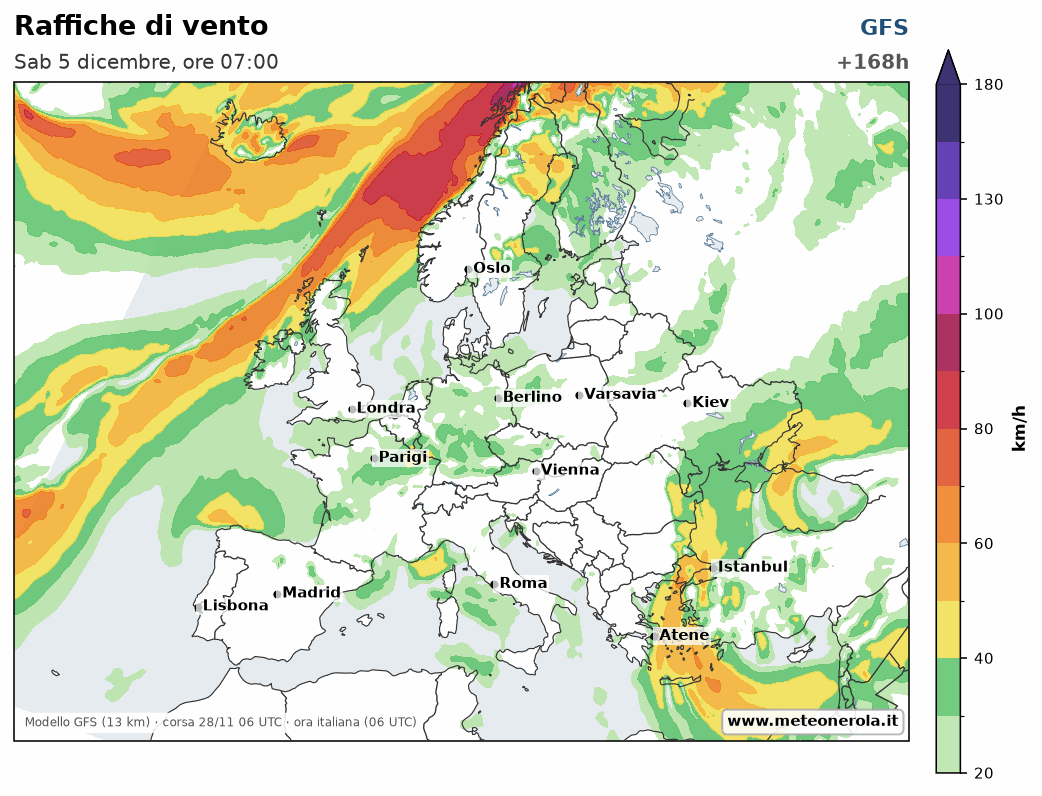 Raffiche di vento
GFS
Sab 5 dicembre, ore 07:00
+168h
180
130
100
80
60
40
20
km/h
Oslo
Londra
Berlino
Varsavia
Kiev
Parigi
Vienna
Istanbul
Roma
Madrid
Lisbona
Atene
Modello GFS (13 km) · corsa 28/11 06 UTC · ora italiana (06 UTC)
www.meteonerola.it